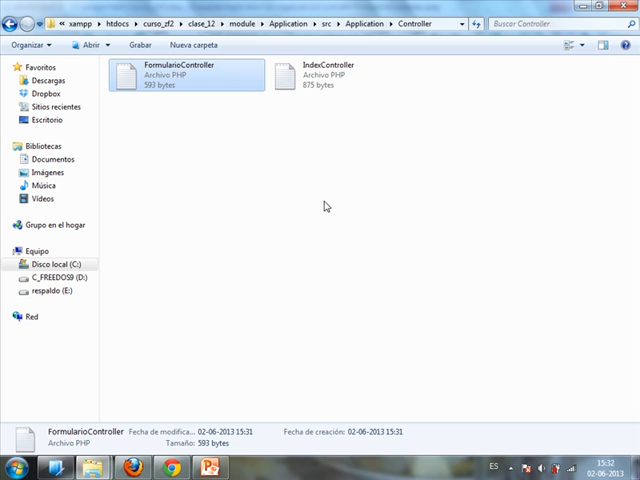 xampp ▸ htdocs ▸ curso_zf2 ▸ clase_12 ▸ module ▸ Application ▸ src ▸ Application ▸ Controller
Buscar Controller
Organizar
Abrir
Grabar
Nueva carpeta
Favoritos
Descargas
Dropbox
Sitios recientes
Escritorio
Bibliotecas
Documentos
Imágenes
Música
Vídeos
Grupo en el hogar
Equipo
Disco local (C:)
C_FREEDOS9 (D:)
respaldo (E:)
Red
FormularioController
Archivo PHP
593 bytes
IndexController
Archivo PHP
875 bytes
FormularioController Fecha de modifica... 02-06-2013 15:31 Fecha de creación: 02-06-2013 15:31
Archivo PHP Tamaño: 593 bytes
ES
15:32
02-06-2013